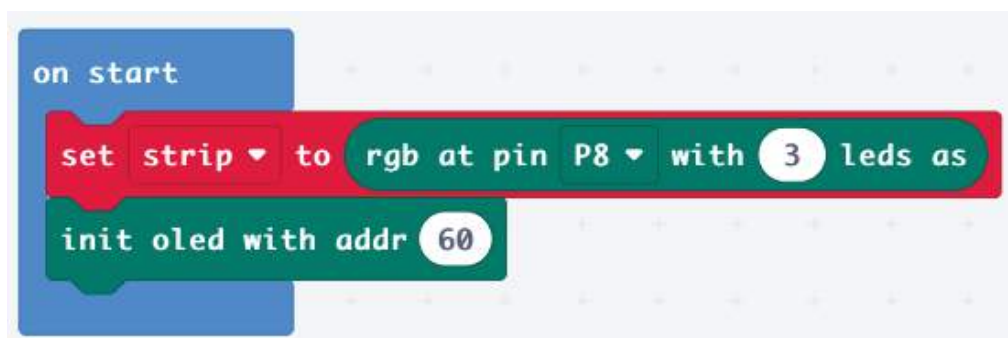 on start
set strip to rgb at pin P8 with 3 leds as
init oled with addr 60